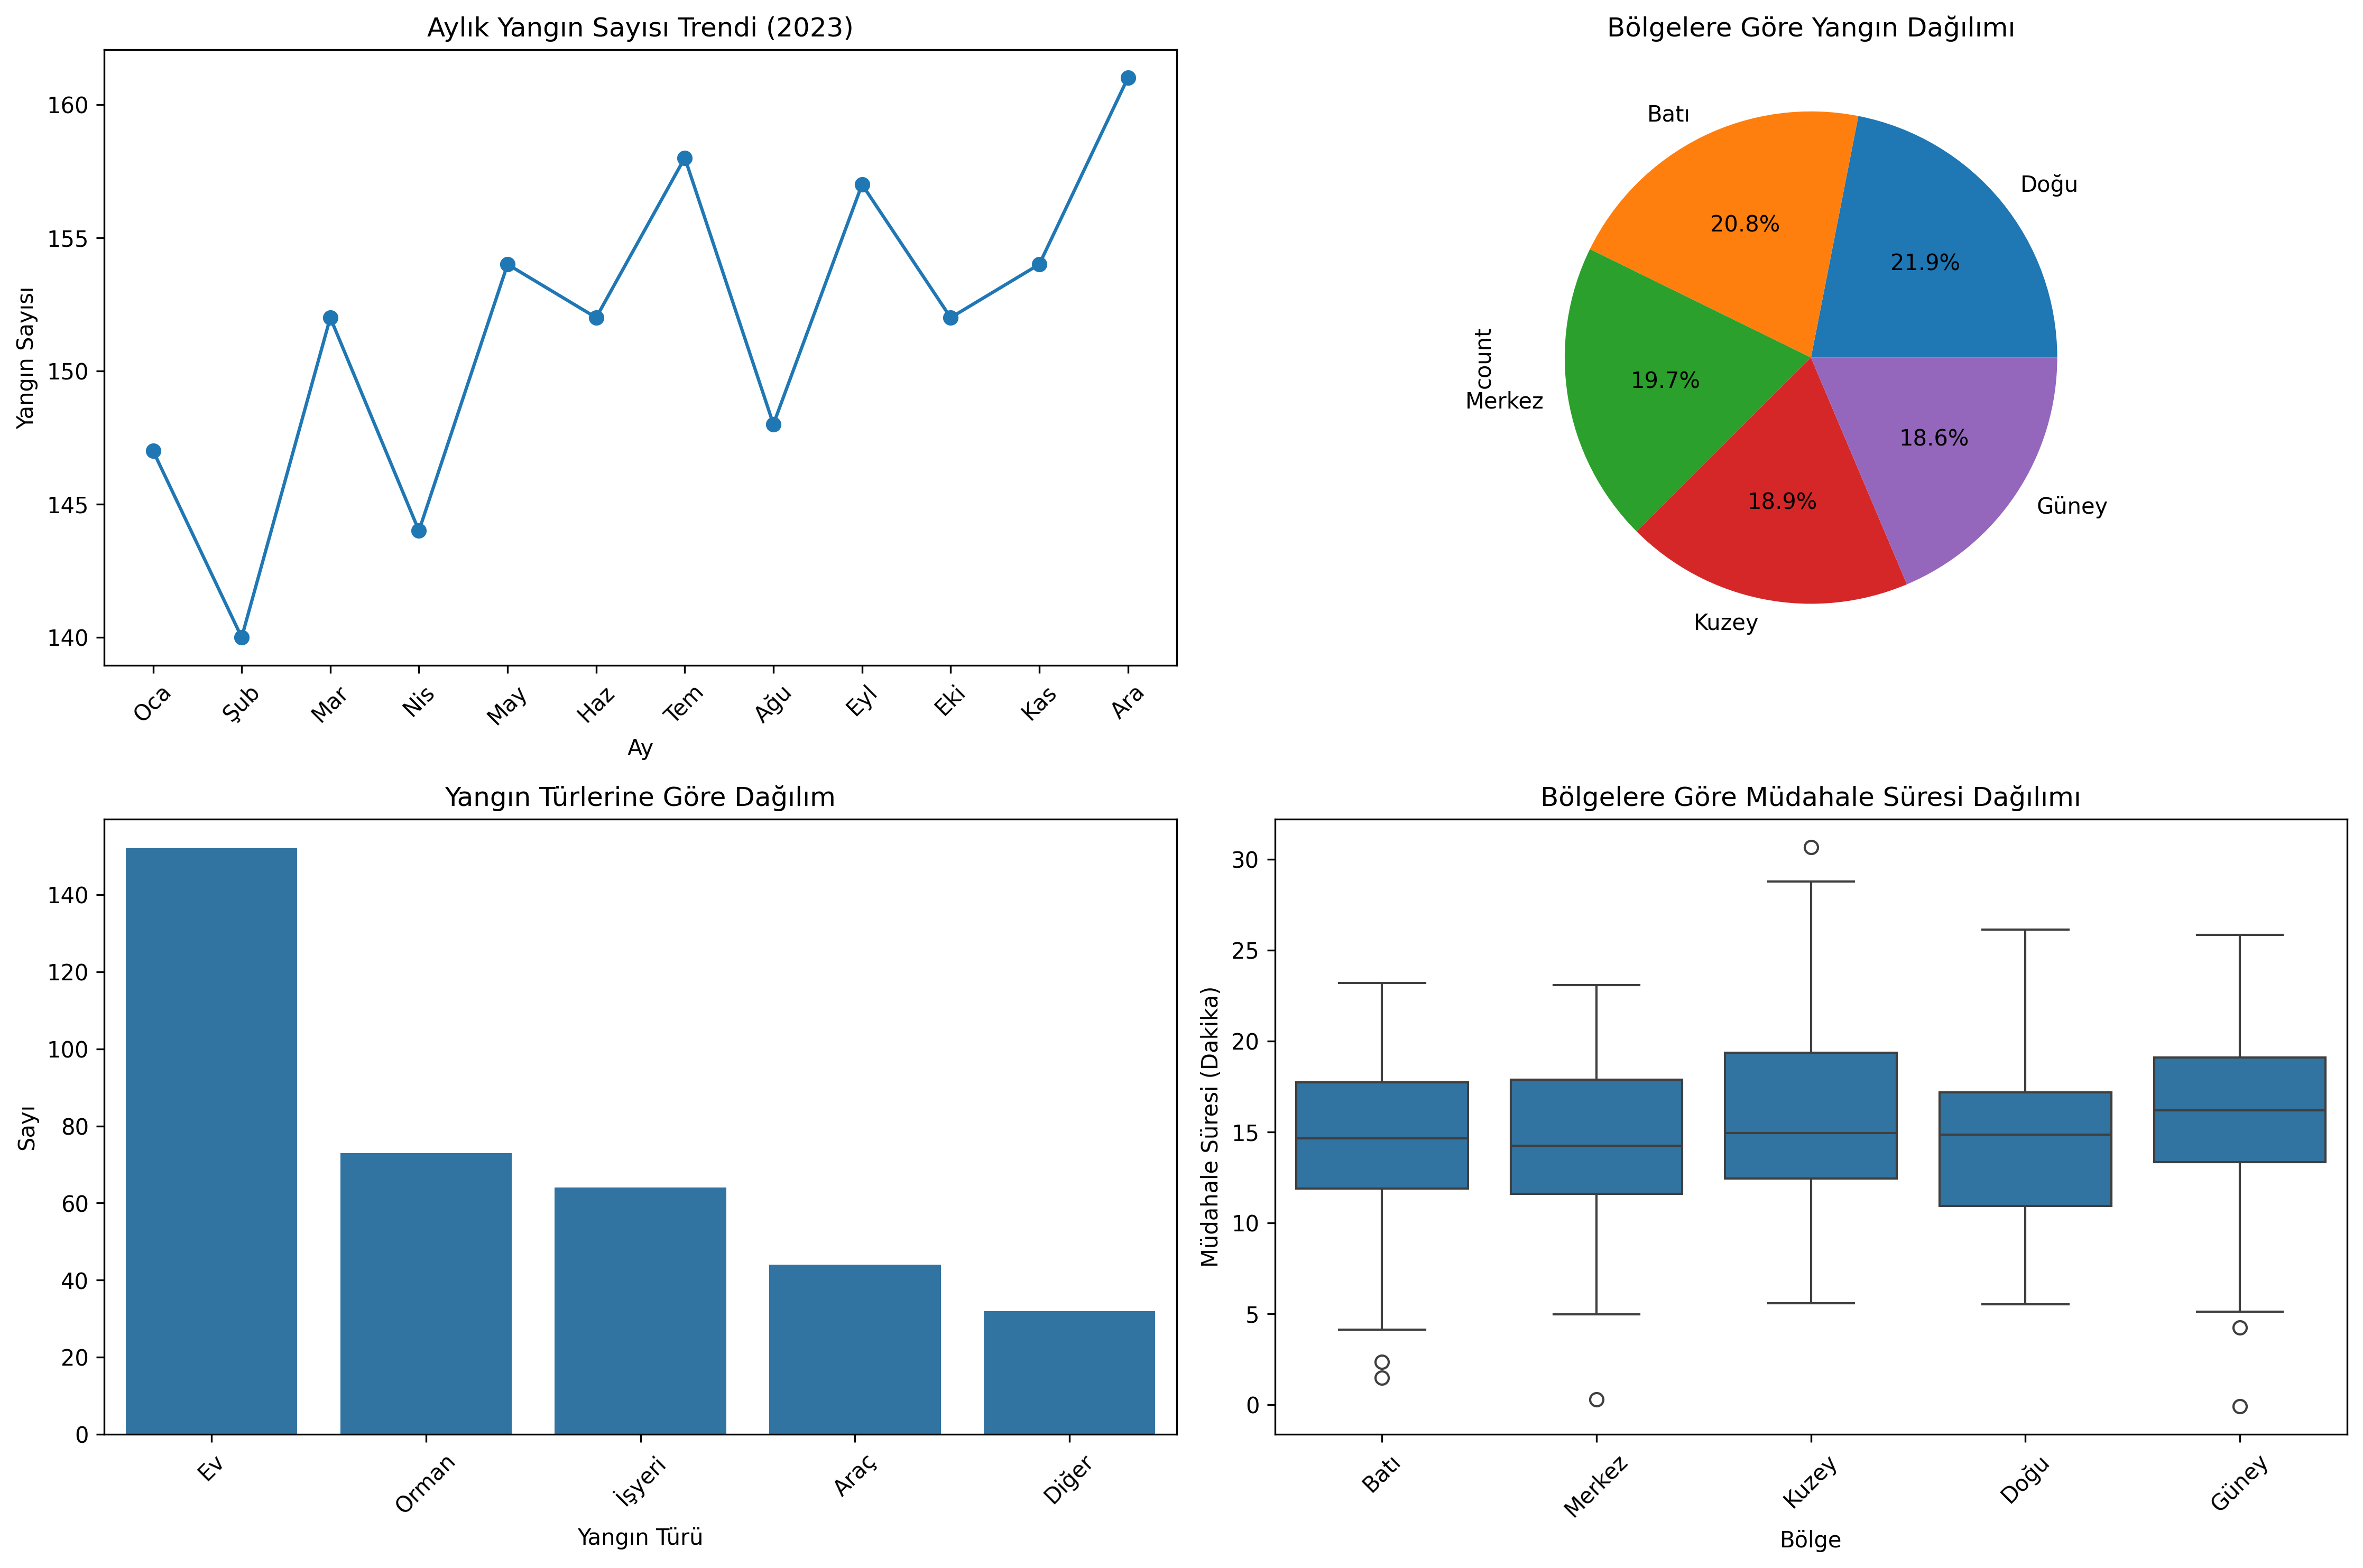 Aylık Yangın Sayısı Trendi (2023)
Yangın Sayısı
160
155
150
145
140
Oca
Şub
Mar
Nis
May
Haz
Tem
Ağu
Eyl
Eki
Kas
Ara
Ay
Bölgelere Göre Yangın Dağılımı
count
Doğu
21.9%
Batı
20.8%
Merkez
19.7%
Kuzey
18.9%
Güney
18.6%
Yangın Türlerine Göre Dağılım
Sayı
140
120
100
80
60
40
20
0
Ev
Orman
İşyeri
Araç
Diğer
Yangın Türü
Bölgelere Göre Müdahale Süresi Dağılımı
Müdahale Süresi (Dakika)
30
25
20
15
10
5
0
Batı
Merkez
Kuzey
Doğu
Güney
Bölge